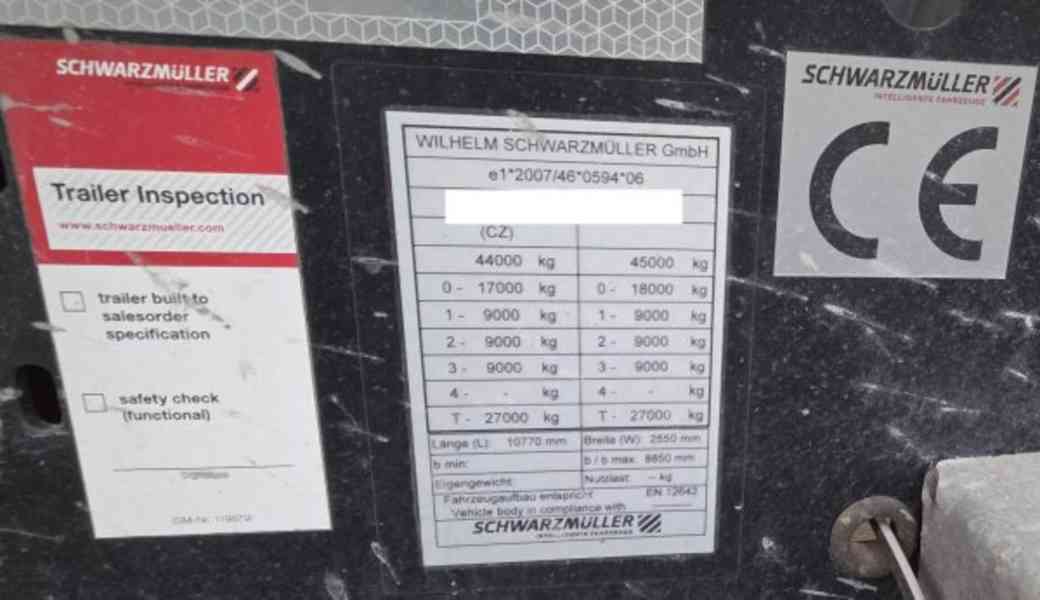 SCHWARZMÜLLER
Trailer Inspection
www.schwarzmueller.com
trailer built to
salesorder
specification
safety check
(functional)
WILHELM SCHWARZMÜLLER GmbH
e1*2007/46*0594*06
(CZ)
44000 kg 45000 kg
0 - 17000 kg 0 - 18000 kg
1 - 9000 kg 1 - 9000 kg
2 - 9000 kg 2 - 9000 kg
3 - 9000 kg 3 - 9000 kg
4 - - kg 4 - - kg
T - 27000 kg T - 27000 kg
Länge (L): 10770 mm Breite (W): 2550 mm
b min: b / b max: 8850 mm
Eigengewicht: Nutzlast: -- kg
Fahrzeugaufbau entspricht EN 12642
Vehicle body in compliance with
SCHWARZMÜLLER
INTELLIGENTE FAHRZEUGE
SCHWARZMÜLLER
INTELLIGENTE FAHRZEUGE
CE